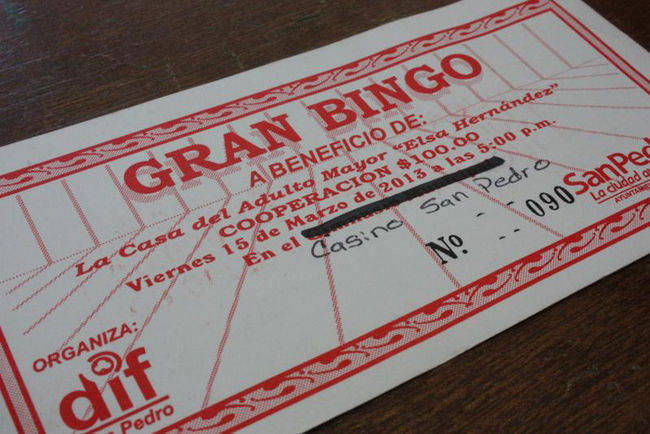 GRAN BINGO
A BENEFICIO DE:
La Casa del Adulto Mayor "Elsa Hernández"
COOPERACIÓN $100.00
Viernes 15 de Marzo de 2013 a las 5:00 p.m.
En el
Casino San Pedro
Nº. 090
San Ped
La ciudad
AYUNTAMIE
ORGANIZA:
dif
n Pedro